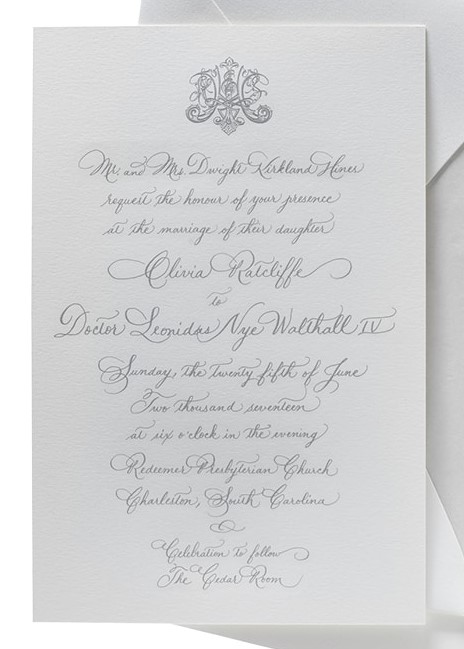 Mr. and Mrs. Dwight Kirkland Hines
request the honour of your presence
at the marriage of their daughter
Olivia Ratcliffe
to
Doctor Leonidas Nye Walthall IV
Sunday, the twenty fifth of June
Two thousand seventeen
at six o'clock in the evening
Redeemer Presbyterian Church
Charleston, South Carolina
&
Celebration to follow
The Cedar Room